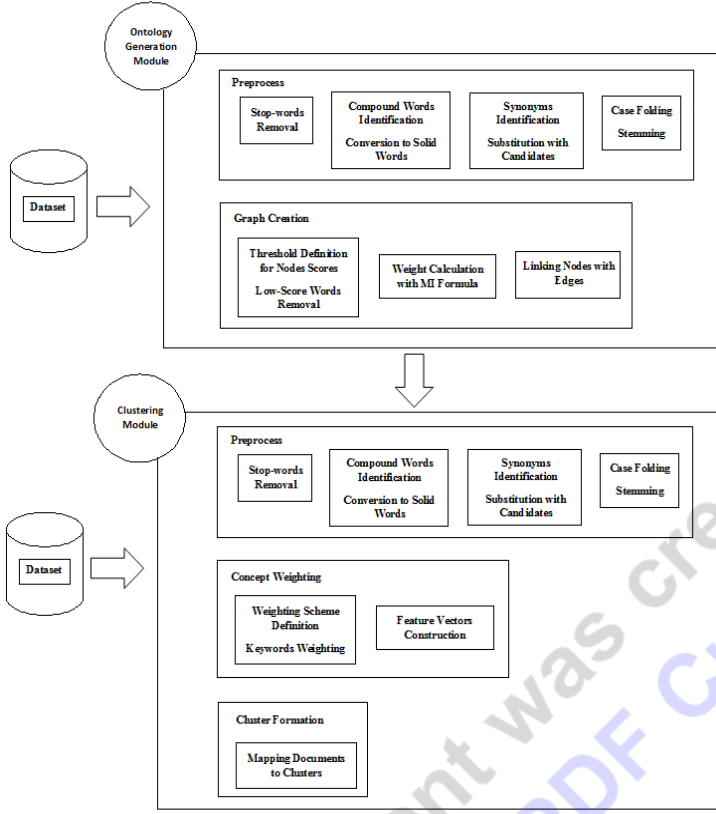 Ontology
Generation
Module
Preprocess
Stop-words
Removal
Compound Words
Identification
Conversion to Solid
Words
Synonyms
Identification
Substitution with
Candidates
Case Folding
Stemming
Dataset
Graph Creation
Threshold Definition
for Nodes Scores
Low-Score Words
Removal
Weight Calculation
with MI Formula
Linking Nodes with
Edges
Clustering
Module
Preprocess
Stop-words
Removal
Compound Words
Identification
Conversion to Solid
Words
Synonyms
Identification
Substitution with
Candidates
Case Folding
Stemming
Dataset
Concept Weighting
Weighting Scheme
Definition
Keywords Weighting
Feature Vectors
Construction
Cluster Formation
Mapping Documents
to Clusters
was
PDF